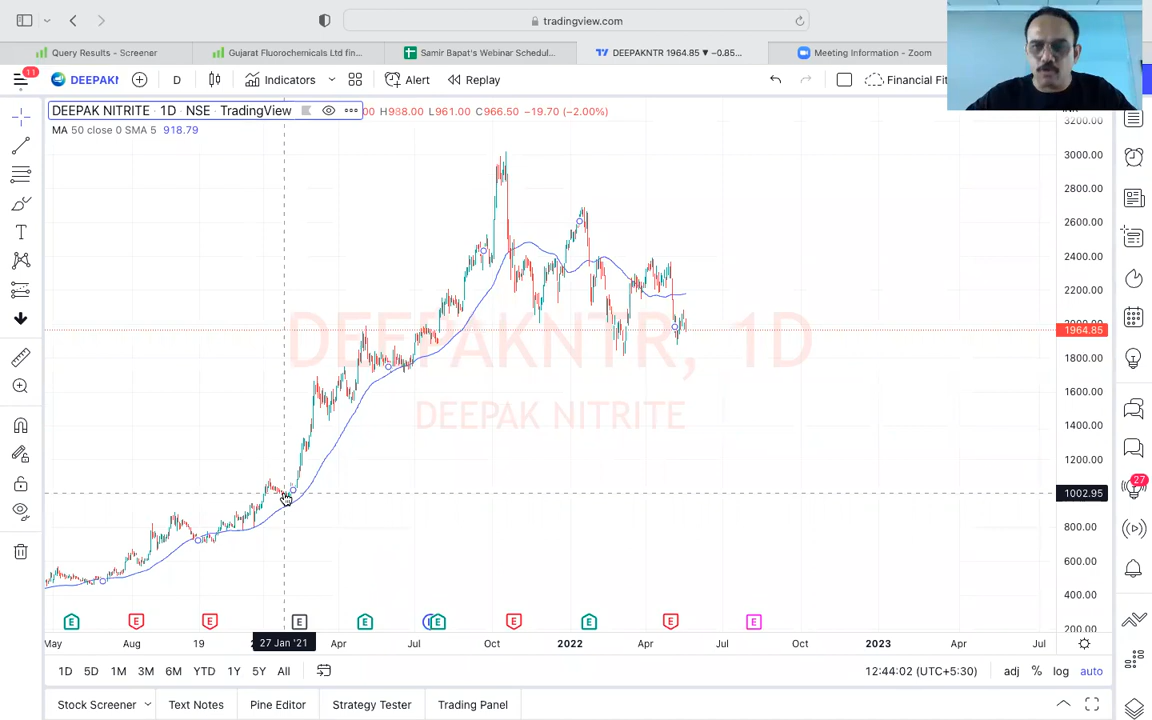 tradingview.com
Query Results - Screener
Gujarat Fluorochemicals Ltd fin...
Samir Bapat's Webinar Schedul...
DEEPAKNTR 1964.85 ▼ −0.85...
Meeting Information - Zoom
11
DEEPAKN
D
Indicators
Alert
Replay
Financial Fi
DEEPAK NITRITE · 1D · NSE · TradingView
H988.00 L961.00 C966.50 −19.70 (−2.00%)
MA 50 close 0 SMA 5 918.79
3200.00
3000.00
2800.00
2600.00
2400.00
2200.00
2000.00
1964.85
1800.00
1600.00
1400.00
1200.00
1002.95
800.00
600.00
400.00
200.00
DEEPAKNTR, 1D
DEEPAK NITRITE
27
E E E E E E E E E E
May Aug 19 27 Jan '21 Apr Jul Oct 2022 Apr Jul Oct 2023 Apr Jul
1D 5D 1M 3M 6M YTD 1Y 5Y All
12:44:02 (UTC+5:30) adj % log auto
Stock Screener Text Notes Pine Editor Strategy Tester Trading Panel